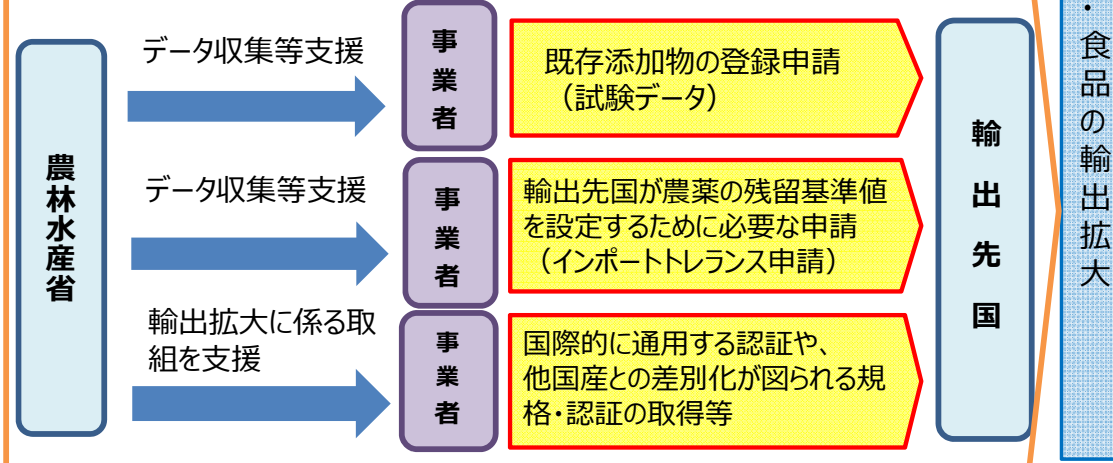 農林水産省
データ収集等支援
事業者
既存添加物の登録申請
（試験データ）
データ収集等支援
事業者
輸出先国が農薬の残留基準値
を設定するために必要な申請
（インポートトレランス申請）
輸出拡大に係る取
組を支援
事業者
国際的に通用する認証や、
他国産との差別化が図られる規
格・認証の取得等
輸出先国
・食品の輸出拡大